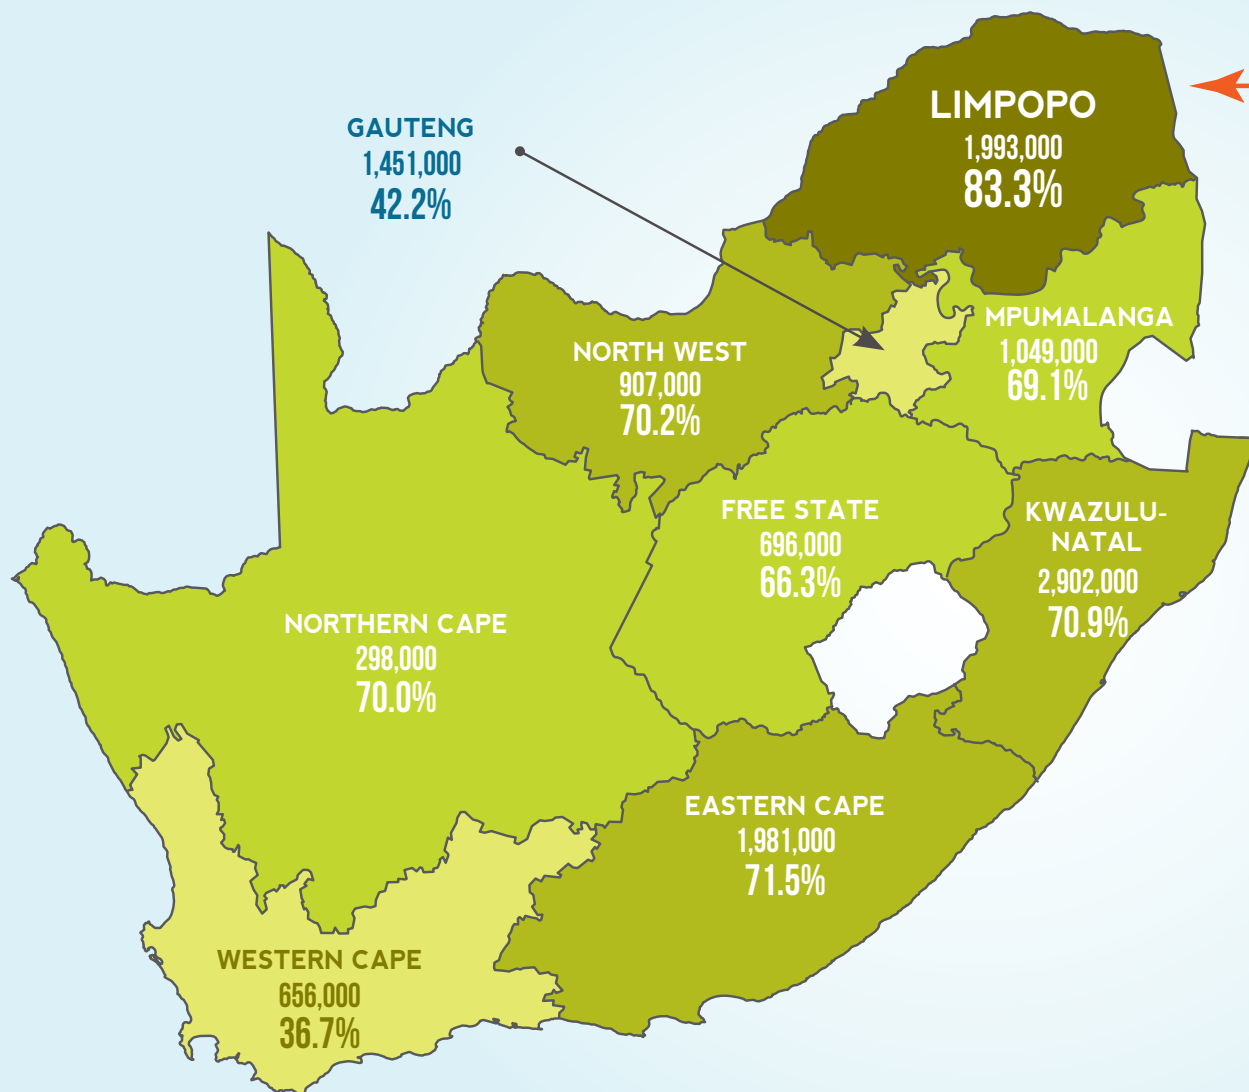 LIMPOPO
1,993,000
83.3%
GAUTENG
1,451,000
42.2%
MPUMALANGA
1,049,000
69.1%
NORTH WEST
907,000
70.2%
FREE STATE
696,000
66.3%
KWAZULU-
NATAL
2,902,000
70.9%
NORTHERN CAPE
298,000
70.0%
EASTERN CAPE
1,981,000
71.5%
WESTERN CAPE
656,000
36.7%